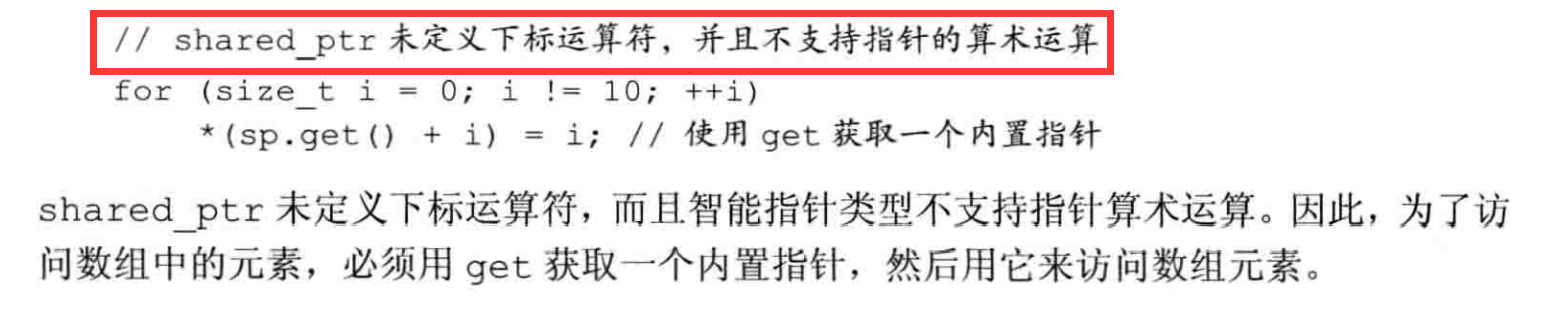 // shared_ptr 未定义下标运算符，并且不支持指针的算术运算
for (size_t i = 0; i != 10; ++i)
    *(sp.get() + i) = i; // 使用 get 获取一个内置指针
shared_ptr 未定义下标运算符，而且智能指针类型不支持指针算术运算。因此，为了访
问数组中的元素，必须用 get 获取一个内置指针，然后用它来访问数组元素。